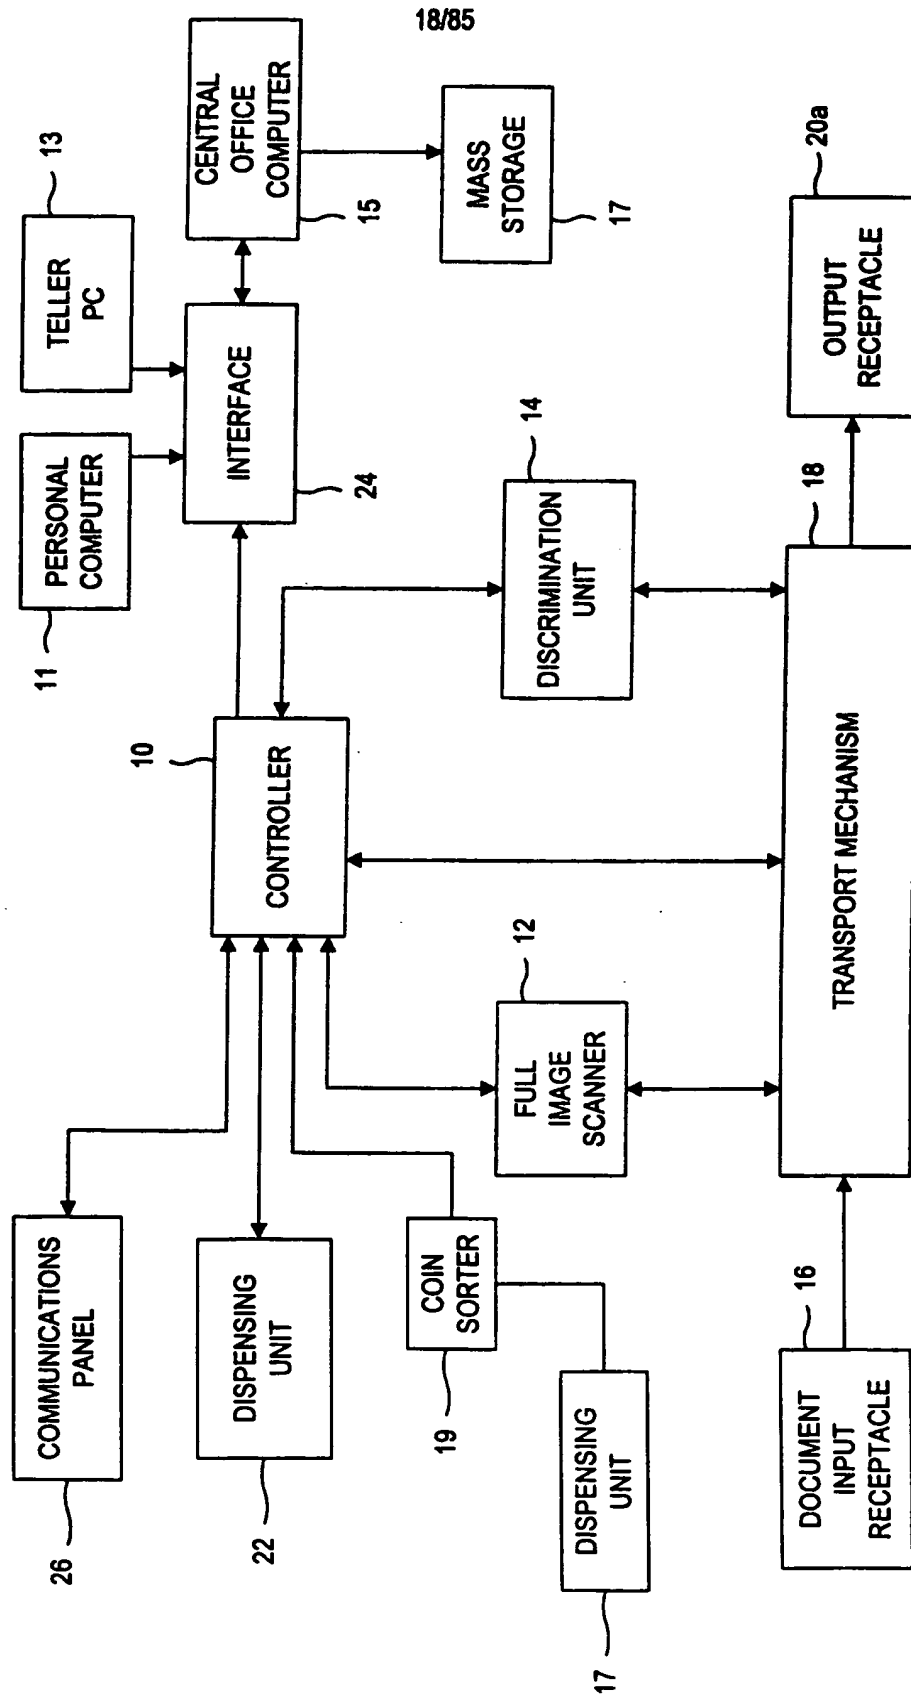 18/85
COMMUNICATIONS
PANEL
26
DISPENSING
UNIT
22
COIN
SORTER
19
DISPENSING
UNIT
17
DOCUMENT
INPUT
RECEPTACLE
16
FULL
IMAGE
SCANNER
12
TRANSPORT MECHANISM
18
CONTROLLER
10
DISCRIMINATION
UNIT
14
PERSONAL
COMPUTER
11
TELLER
PC
13
INTERFACE
24
CENTRAL
OFFICE
COMPUTER
15
MASS
STORAGE
17
OUTPUT
RECEPTACLE
20a